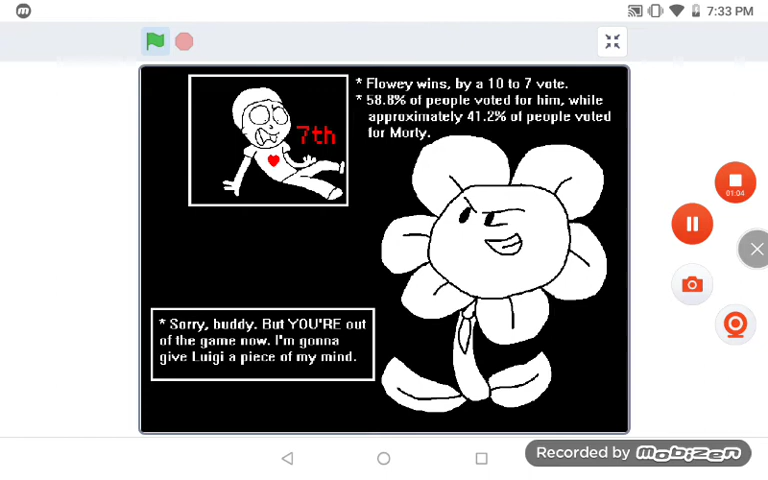 7:33 PM
* Flowey wins, by a 10 to 7 vote.
* 58.8% of people voted for him, while
approximately 41.2% of people voted
for Morty.
7th
01:04
* Sorry, buddy. But YOU'RE out
of the game now. I'm gonna
give Luigi a piece of my mind.
Recorded by mobizen